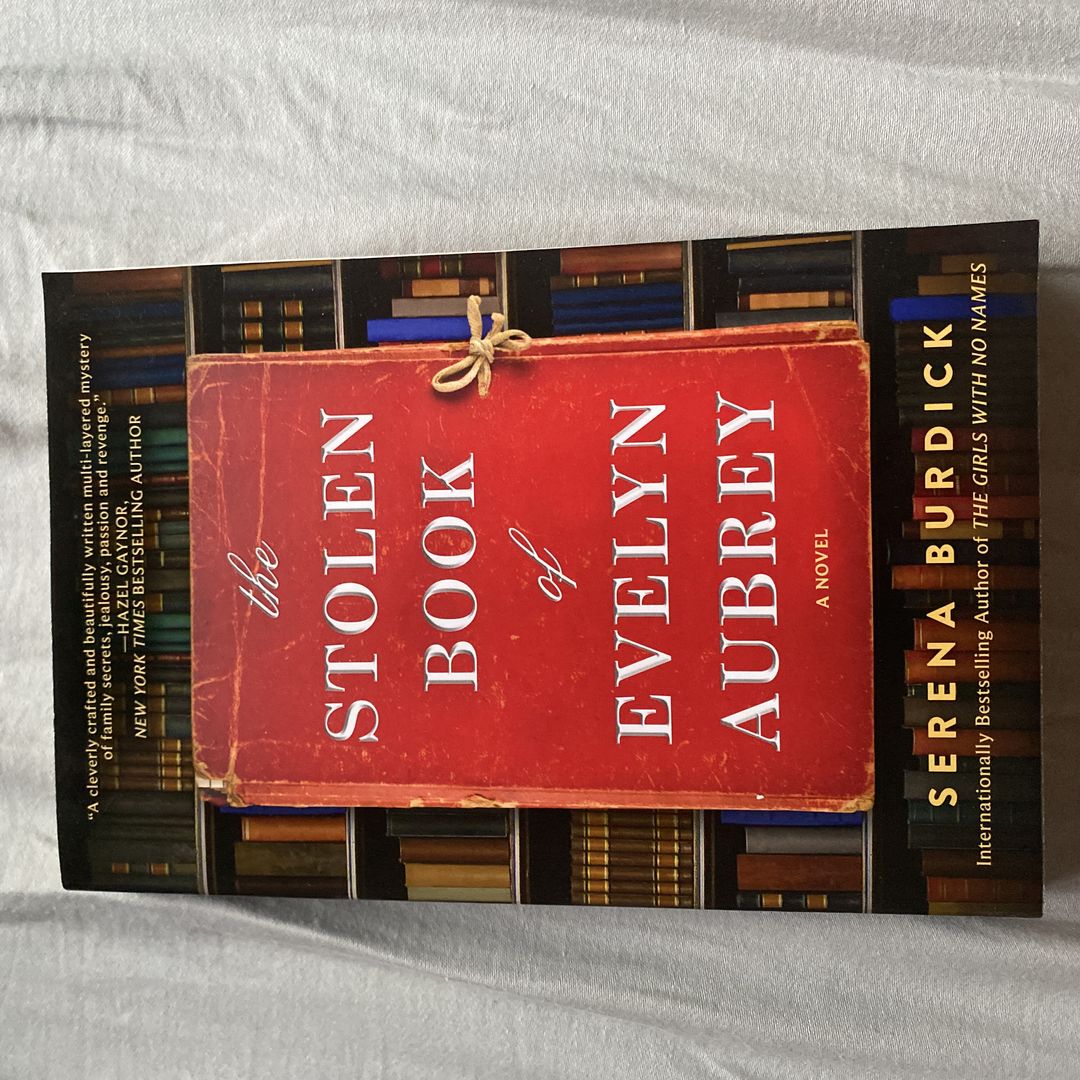 “A cleverly crafted and beautifully written multi-layered mystery
of family secrets, jealousy, passion and revenge.”
—HAZEL GAYNOR,
NEW YORK TIMES BESTSELLING AUTHOR
the
STOLEN
BOOK
of
EVELYN
AUBREY
A NOVEL
SERENA BURDICK
Internationally Bestselling Author of THE GIRLS WITH NO NAMES